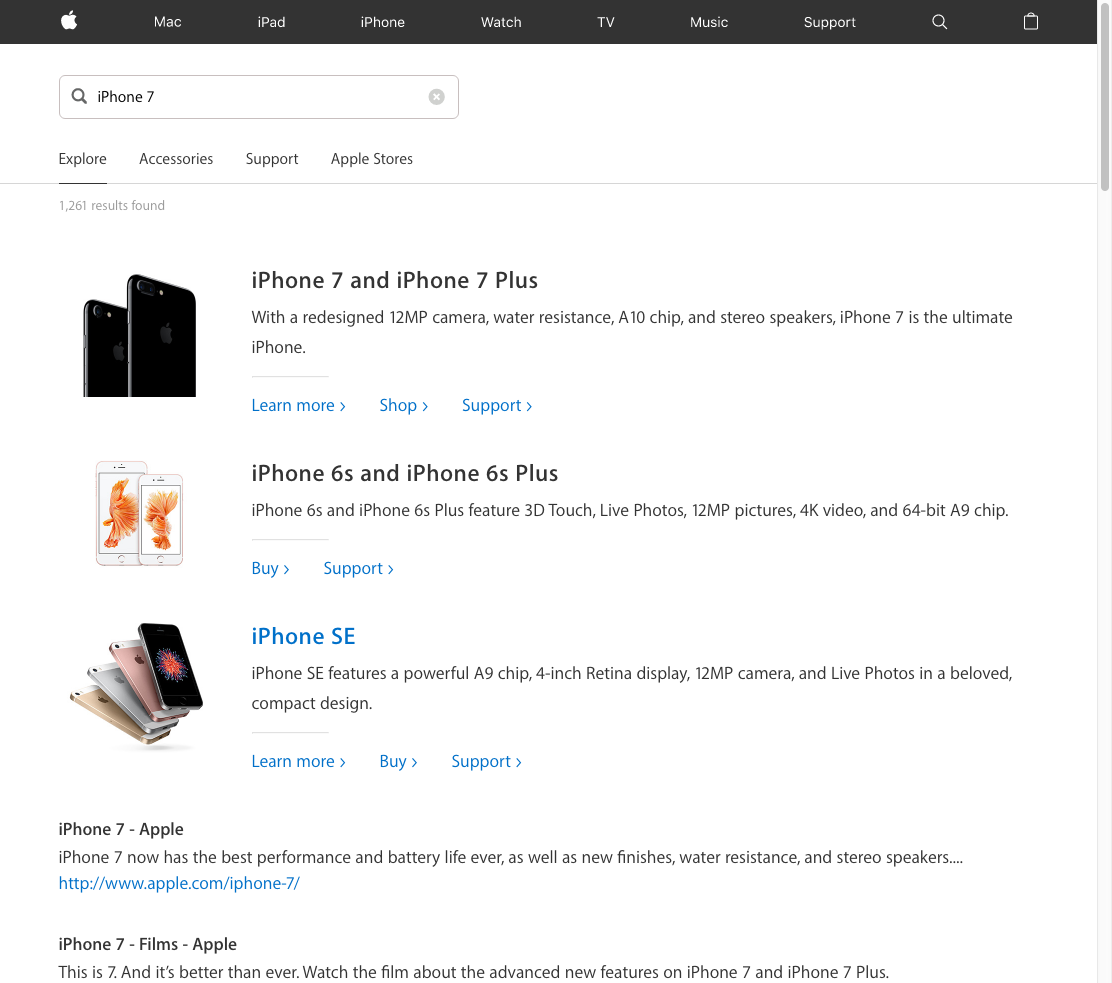 Mac iPad iPhone Watch TV Music Support
iPhone 7
Explore Accessories Support Apple Stores
1,261 results found
iPhone 7 and iPhone 7 Plus
With a redesigned 12MP camera, water resistance, A10 chip, and stereo speakers, iPhone 7 is the ultimate
iPhone.
Learn more › Shop › Support ›
iPhone 6s and iPhone 6s Plus
iPhone 6s and iPhone 6s Plus feature 3D Touch, Live Photos, 12MP pictures, 4K video, and 64-bit A9 chip.
Buy › Support ›
iPhone SE
iPhone SE features a powerful A9 chip, 4-inch Retina display, 12MP camera, and Live Photos in a beloved,
compact design.
Learn more › Buy › Support ›
iPhone 7 - Apple
iPhone 7 now has the best performance and battery life ever, as well as new finishes, water resistance, and stereo speakers....
http://www.apple.com/iphone-7/
iPhone 7 - Films - Apple
This is 7. And it’s better than ever. Watch the film about the advanced new features on iPhone 7 and iPhone 7 Plus.